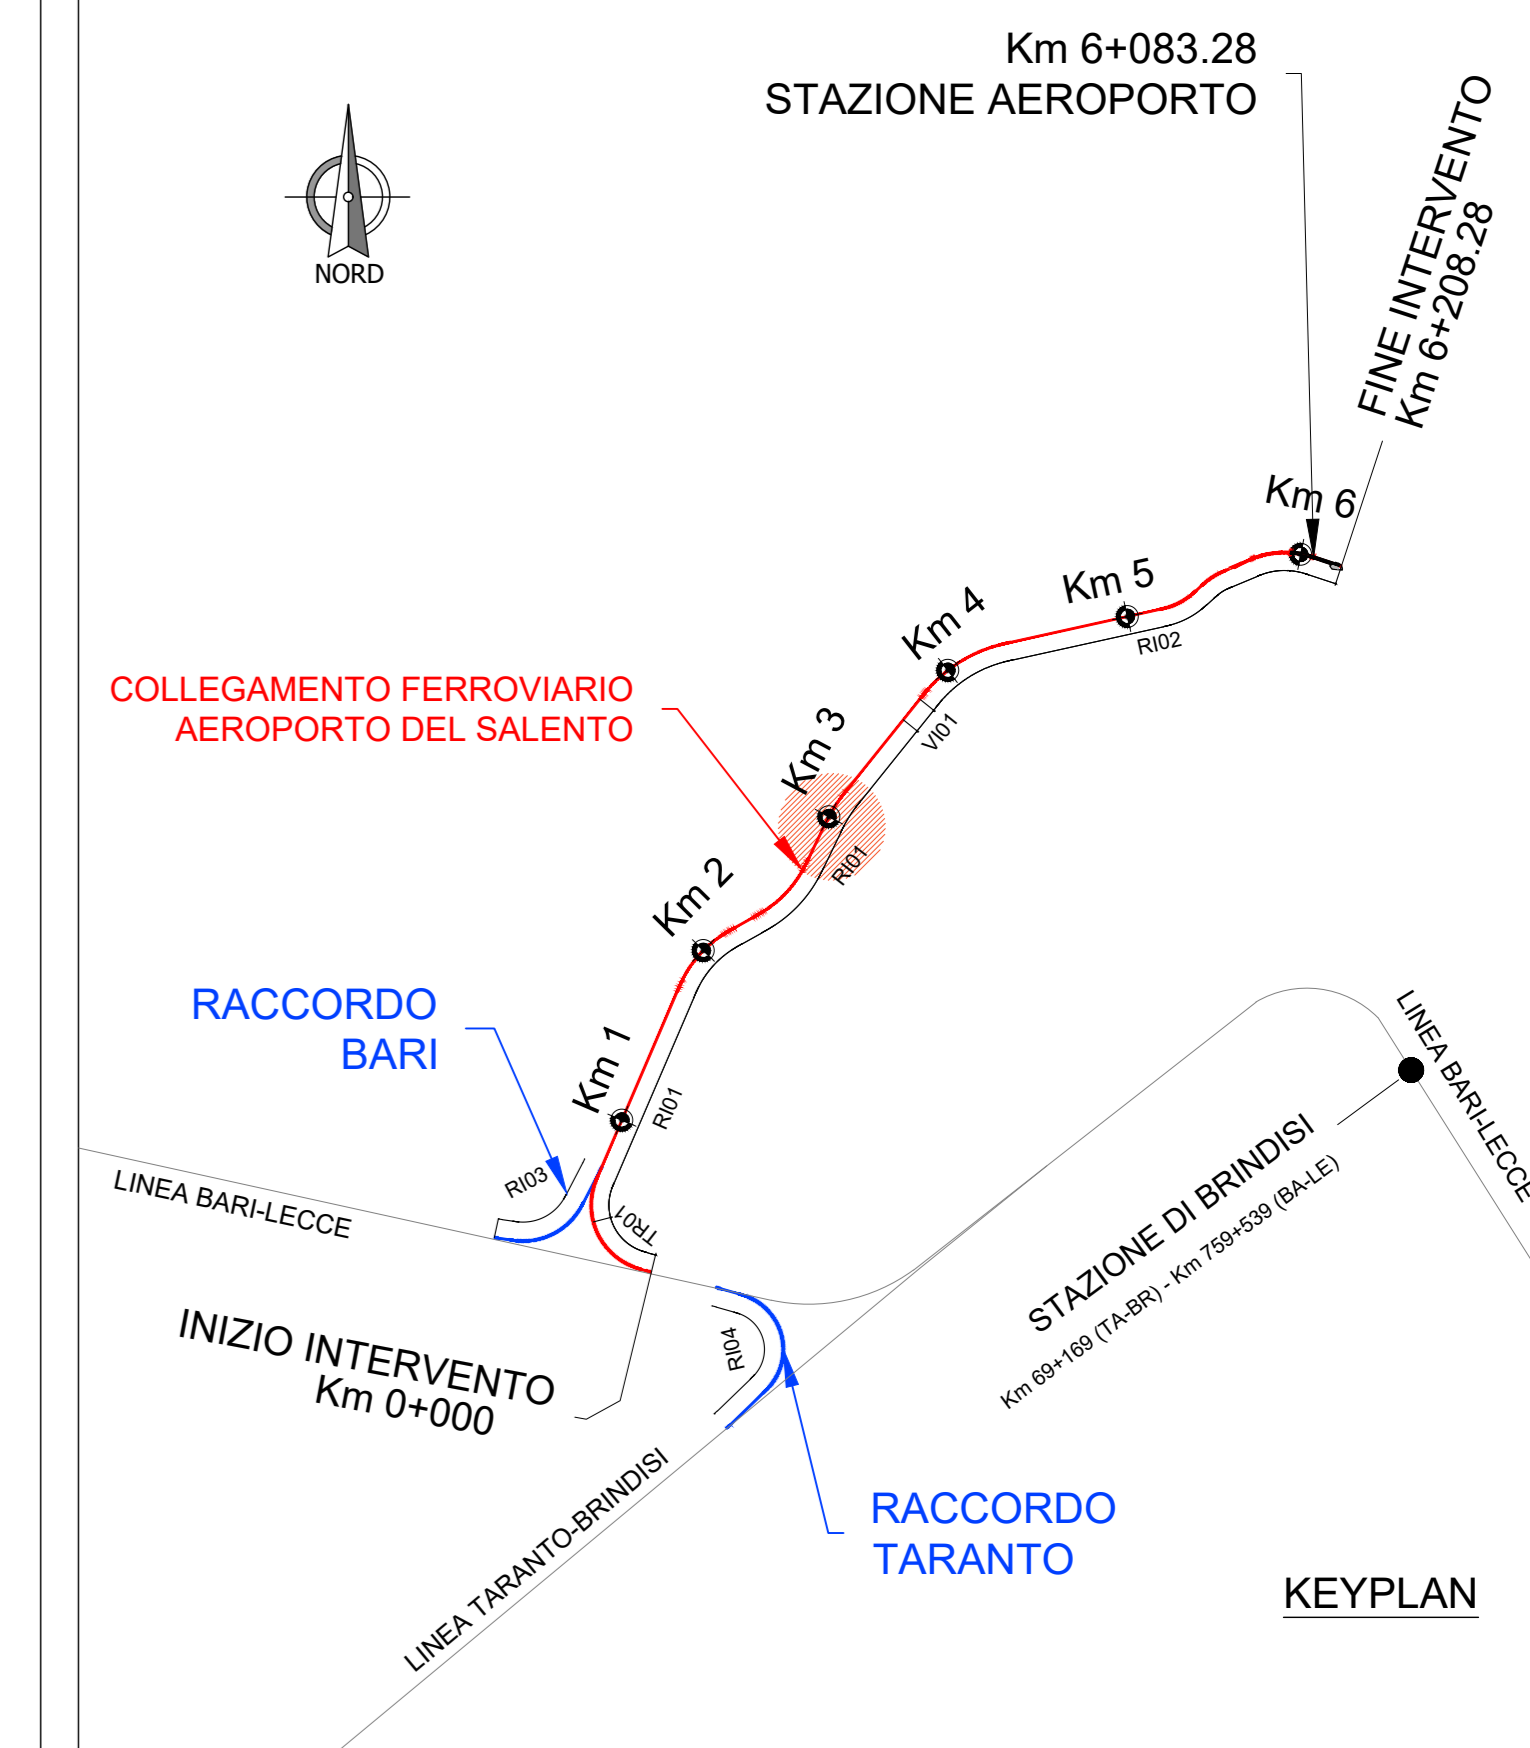 Km 6+083.28
STAZIONE AEROPORTO
FINE INTERVENTO
Km 6+208.28
NORD
Km 6
Km 5
Km 4
RI02
COLLEGAMENTO FERROVIARIO
AEROPORTO DEL SALENTO
Km 3
VI01
RI01
Km 2
RACCORDO
BARI
Km 1
RI01
LINEA BARI-LECCE
RI03
LINEA BARI-LECCE
TR01
STAZIONE DI BRINDISI
Km 69+169 (TA-BR) - Km 759+539 (BA-LE)
INIZIO INTERVENTO
Km 0+000
RI04
LINEA TARANTO-BRINDISI
RACCORDO
TARANTO
KEYPLAN